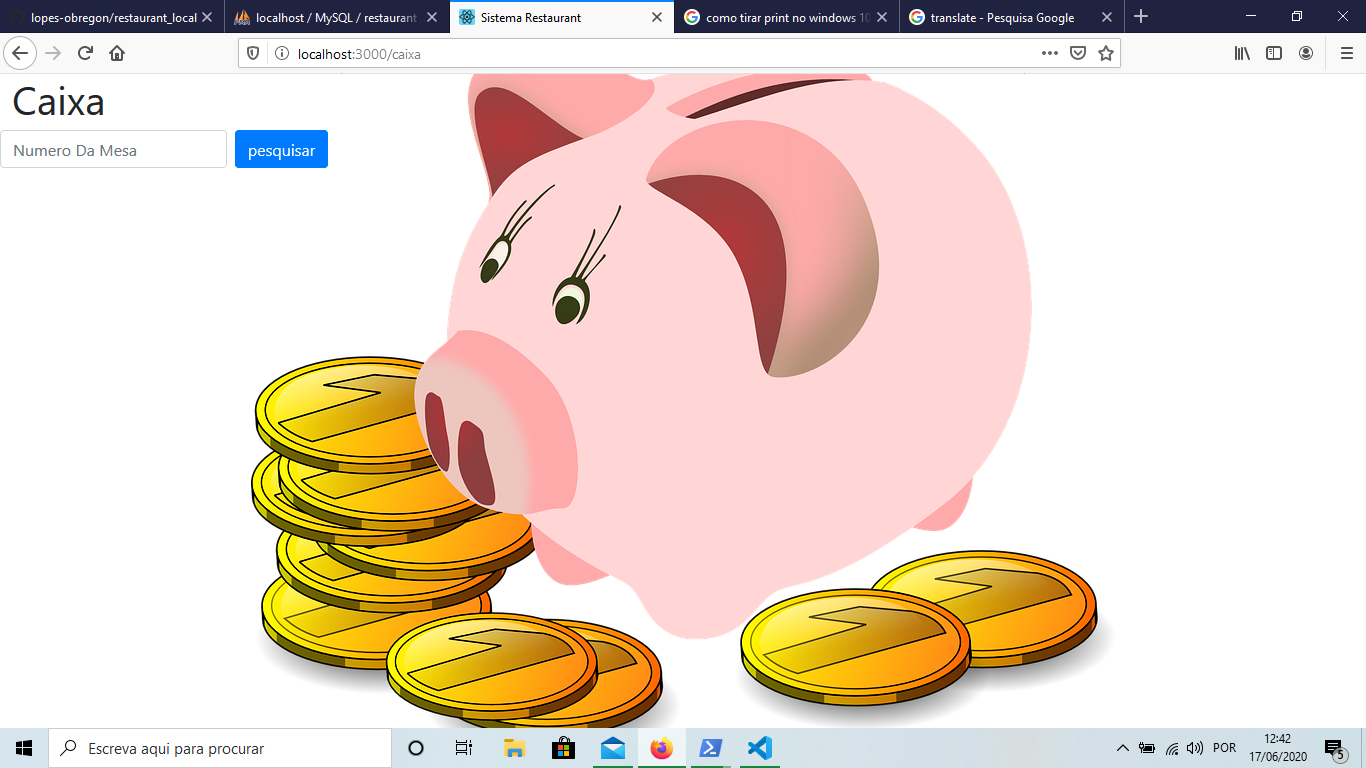 lopes-obregon/restaurant_local
localhost / MySQL / restaurant
Sistema Restaurant
como tirar print no windows 10
translate - Pesquisa Google
localhost:3000/caixa
Caixa
Numero Da Mesa
pesquisar
Escreva aqui para procurar
POR
12:42
17/06/2020
5